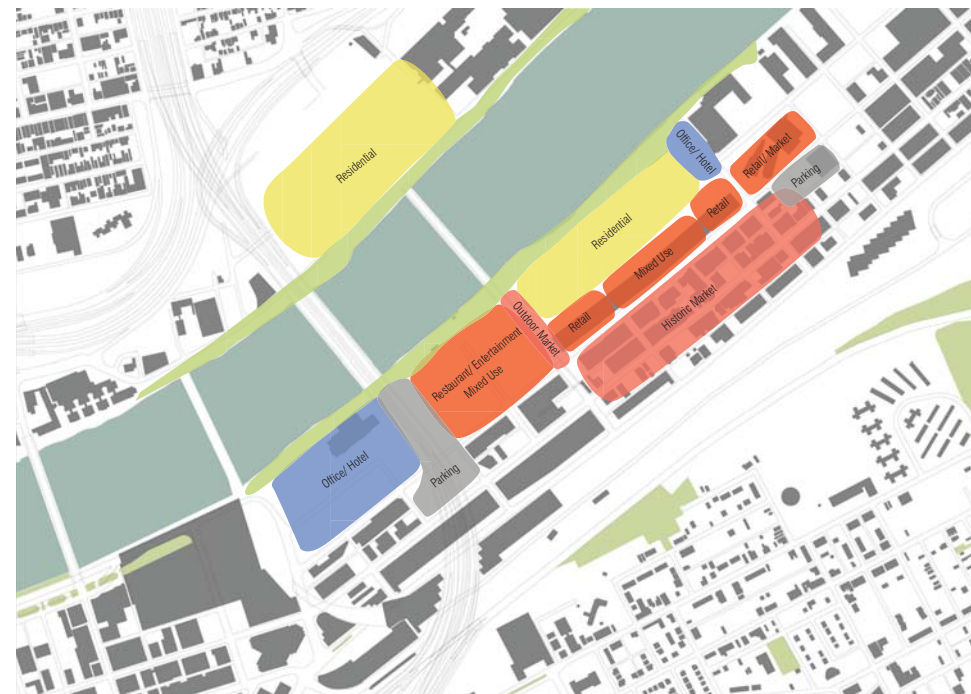 Residential
Office/ Hotel
Retail/ Market
Parking
Retail
Residential
Mixed Use
Historic Market
Outdoor Market
Retail
Restaurant/ Entertainment
Mixed Use
Office/ Hotel
Parking